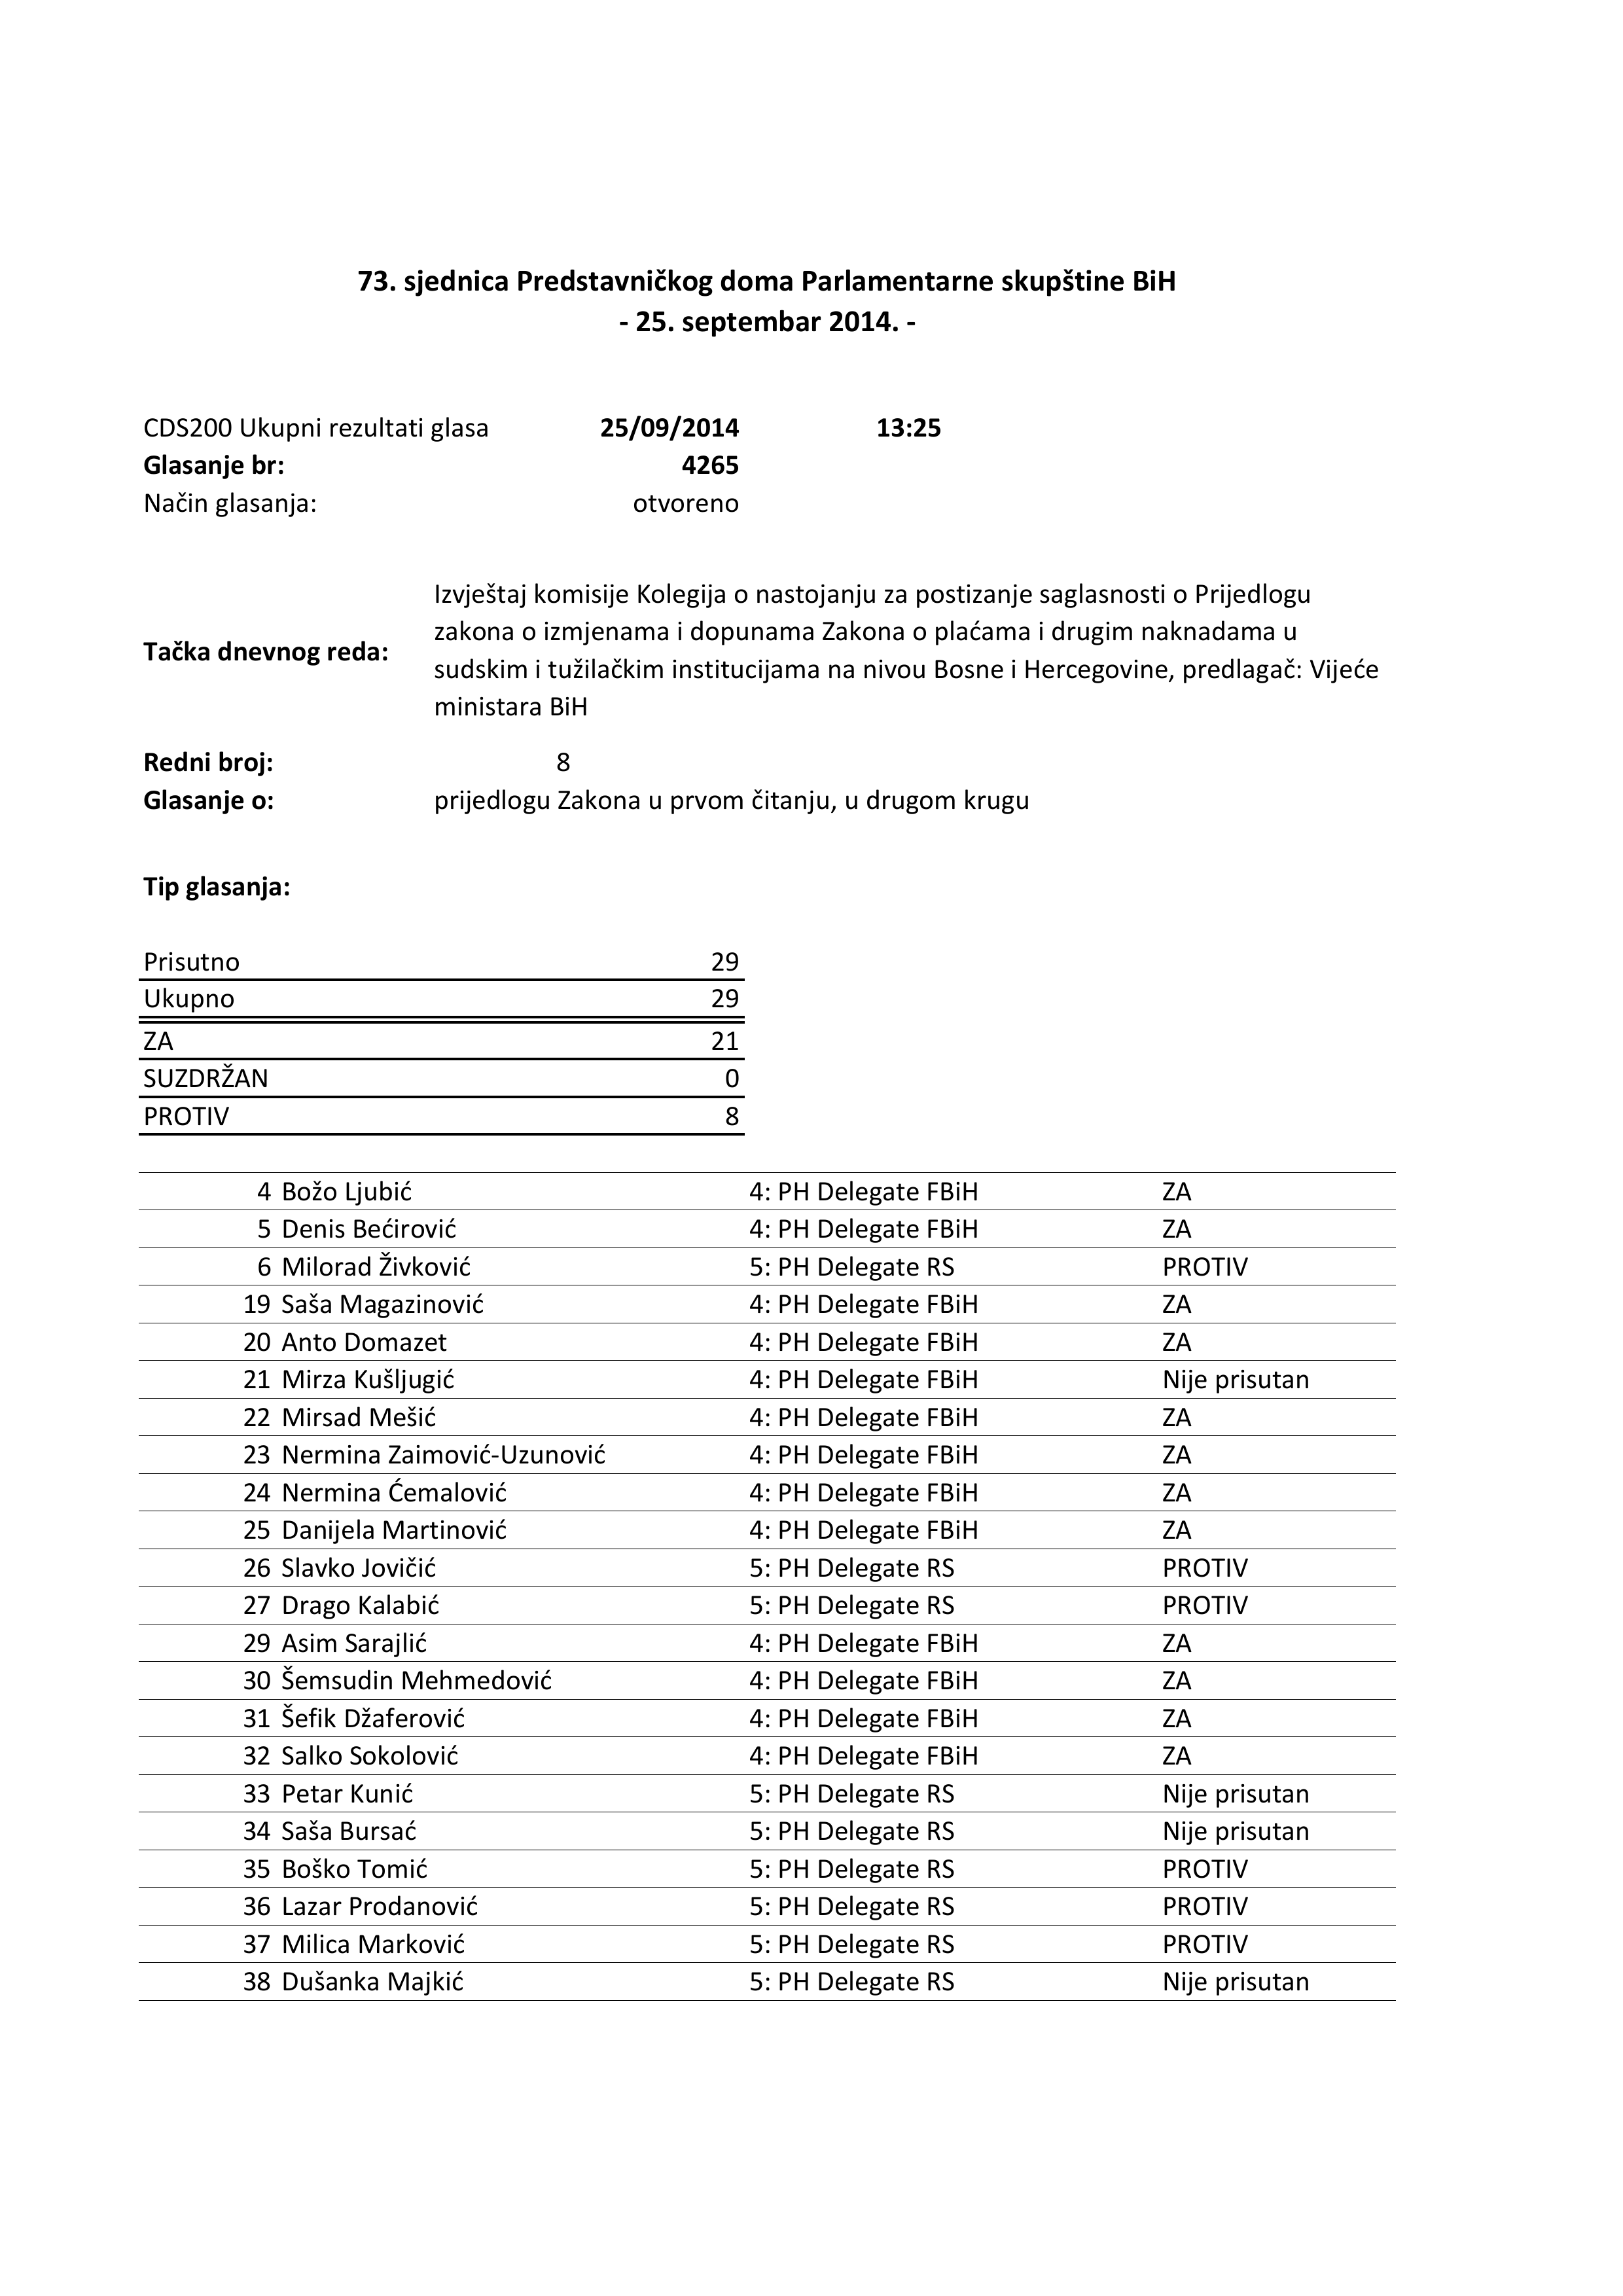 73. sjednica Predstavničkog doma Parlamentarne skupštine BiH
- 25. septembar 2014. -
CDS200 Ukupni rezultati glasa 25/09/2014 13:25
Glasanje br: 4265
Način glasanja: otvoreno
Tačka dnevnog reda:
Izvještaj komisije Kolegija o nastojanju za postizanje saglasnosti o Prijedlogu
zakona o izmjenama i dopunama Zakona o plaćama i drugim naknadama u
sudskim i tužilačkim institucijama na nivou Bosne i Hercegovine, predlagač: Vijeće
ministara BiH
Redni broj: 8
Glasanje o: prijedlogu Zakona u prvom čitanju, u drugom krugu
Tip glasanja:
Prisutno 29
Ukupno 29
ZA 21
SUZDRŽAN 0
PROTIV 8
4 Božo Ljubić 4: PH Delegate FBiH ZA
5 Denis Bećirović 4: PH Delegate FBiH ZA
6 Milorad Živković 5: PH Delegate RS PROTIV
19 Saša Magazinović 4: PH Delegate FBiH ZA
20 Anto Domazet 4: PH Delegate FBiH ZA
21 Mirza Kušljugić 4: PH Delegate FBiH Nije prisutan
22 Mirsad Mešić 4: PH Delegate FBiH ZA
23 Nermina Zaimović-Uzunović 4: PH Delegate FBiH ZA
24 Nermina Ćemalović 4: PH Delegate FBiH ZA
25 Danijela Martinović 4: PH Delegate FBiH ZA
26 Slavko Jovičić 5: PH Delegate RS PROTIV
27 Drago Kalabić 5: PH Delegate RS PROTIV
29 Asim Sarajlić 4: PH Delegate FBiH ZA
30 Šemsudin Mehmedović 4: PH Delegate FBiH ZA
31 Šefik Džaferović 4: PH Delegate FBiH ZA
32 Salko Sokolović 4: PH Delegate FBiH ZA
33 Petar Kunić 5: PH Delegate RS Nije prisutan
34 Saša Bursać 5: PH Delegate RS Nije prisutan
35 Boško Tomić 5: PH Delegate RS PROTIV
36 Lazar Prodanović 5: PH Delegate RS PROTIV
37 Milica Marković 5: PH Delegate RS PROTIV
38 Dušanka Majkić 5: PH Delegate RS Nije prisutan